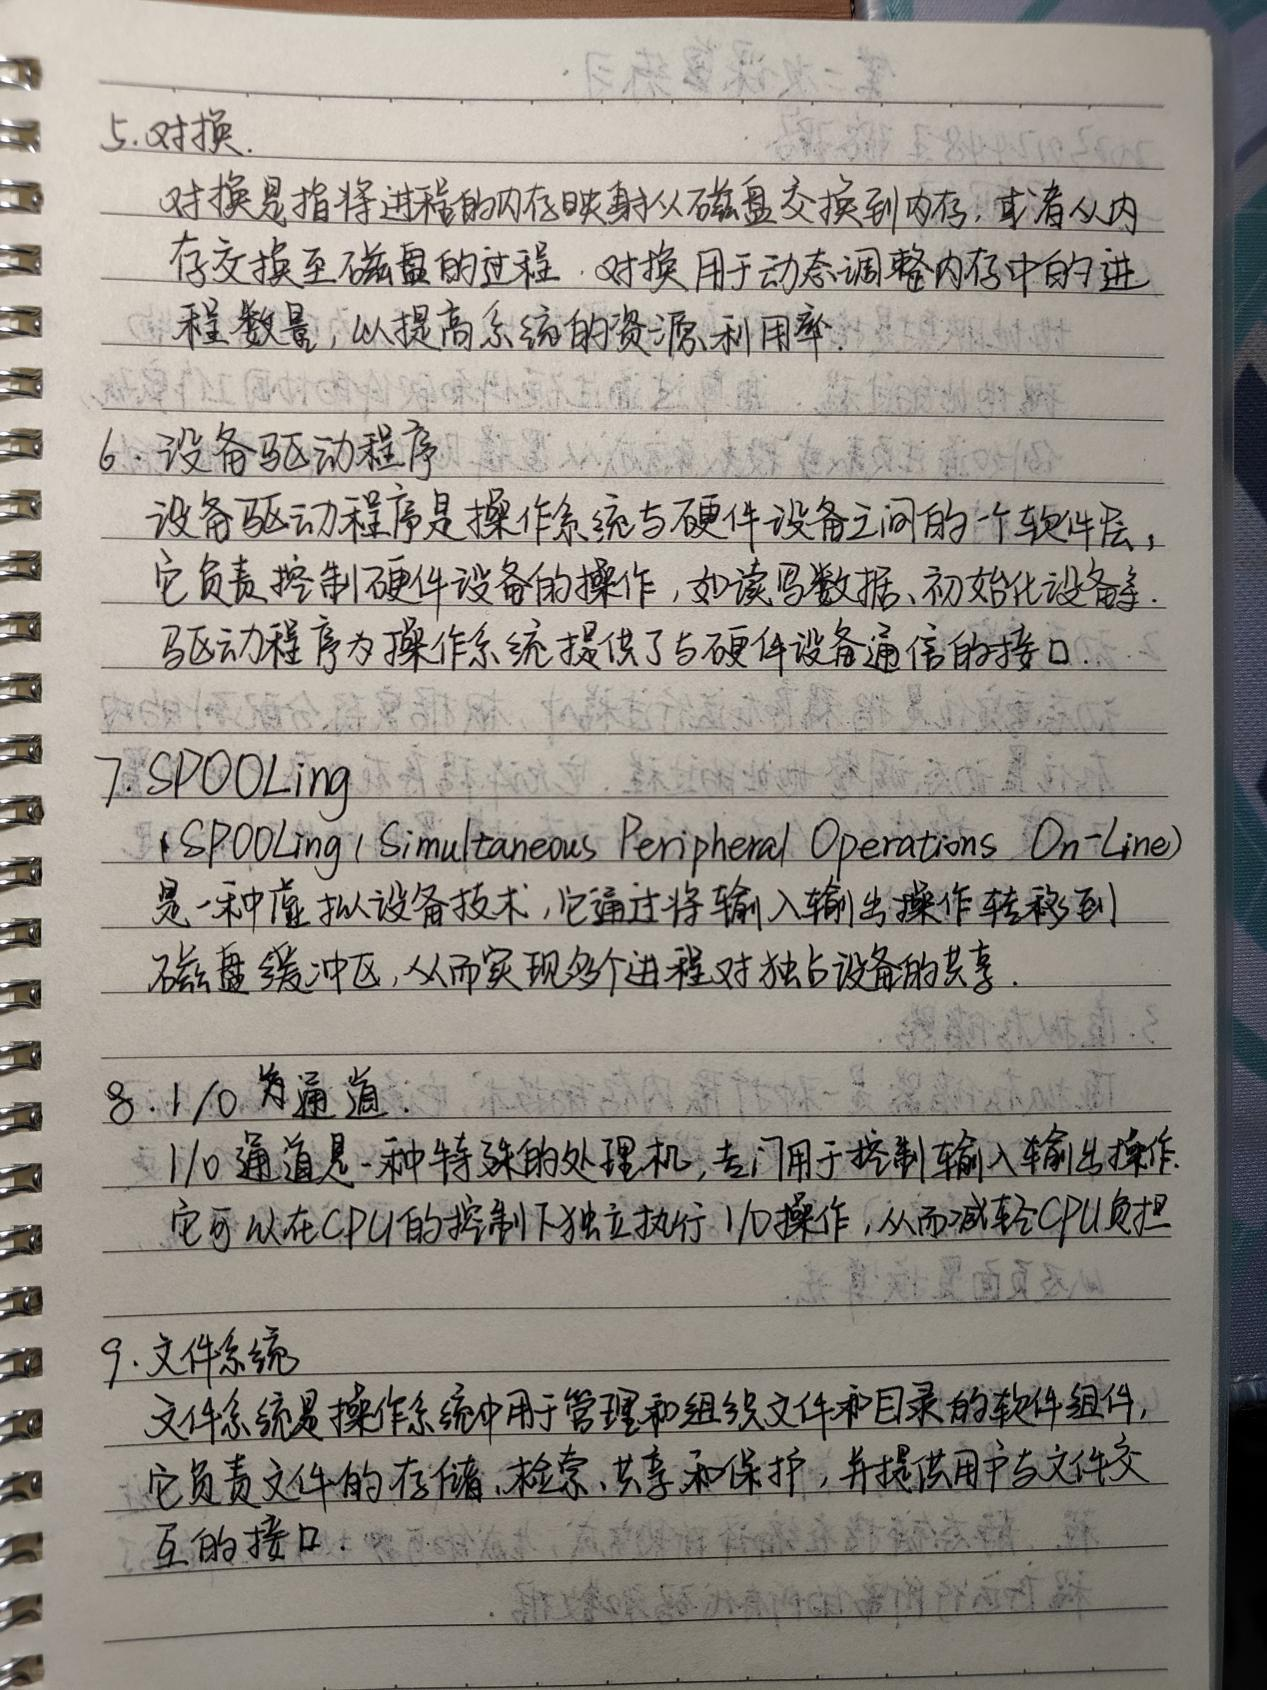 5.对换.
对换是指将进程的内存映射从磁盘交换到内存,或者从内
存交换至磁盘的过程.对换用于动态调整内存中的进
程数量,以提高系统的资源利用率.
6.设备驱动程序
设备驱动程序是操作系统与硬件设备之间的一个软件层,
它负责控制硬件设备的操作,如读写数据、初始化设备等.
驱动程序为操作系统提供了与硬件设备通信的接口.
7.SPOOLing
SPOOLing(Simultaneous Peripheral Operations On-Line)
是一种虚拟设备技术,它通过将输入输出操作转移到
磁盘缓冲区,从而实现多个进程对独占设备的共享.
8.I/O 通道.
I/O通道是一种特殊的处理机,专门用于控制输入输出操作.
它可以在CPU的控制下独立执行I/O操作,从而减轻CPU负担
9.文件系统
文件系统是操作系统中用于管理和组织文件和目录的软件组件,
它负责文件的存储、检索、共享和保护,并提供用户与文件交
互的接口.